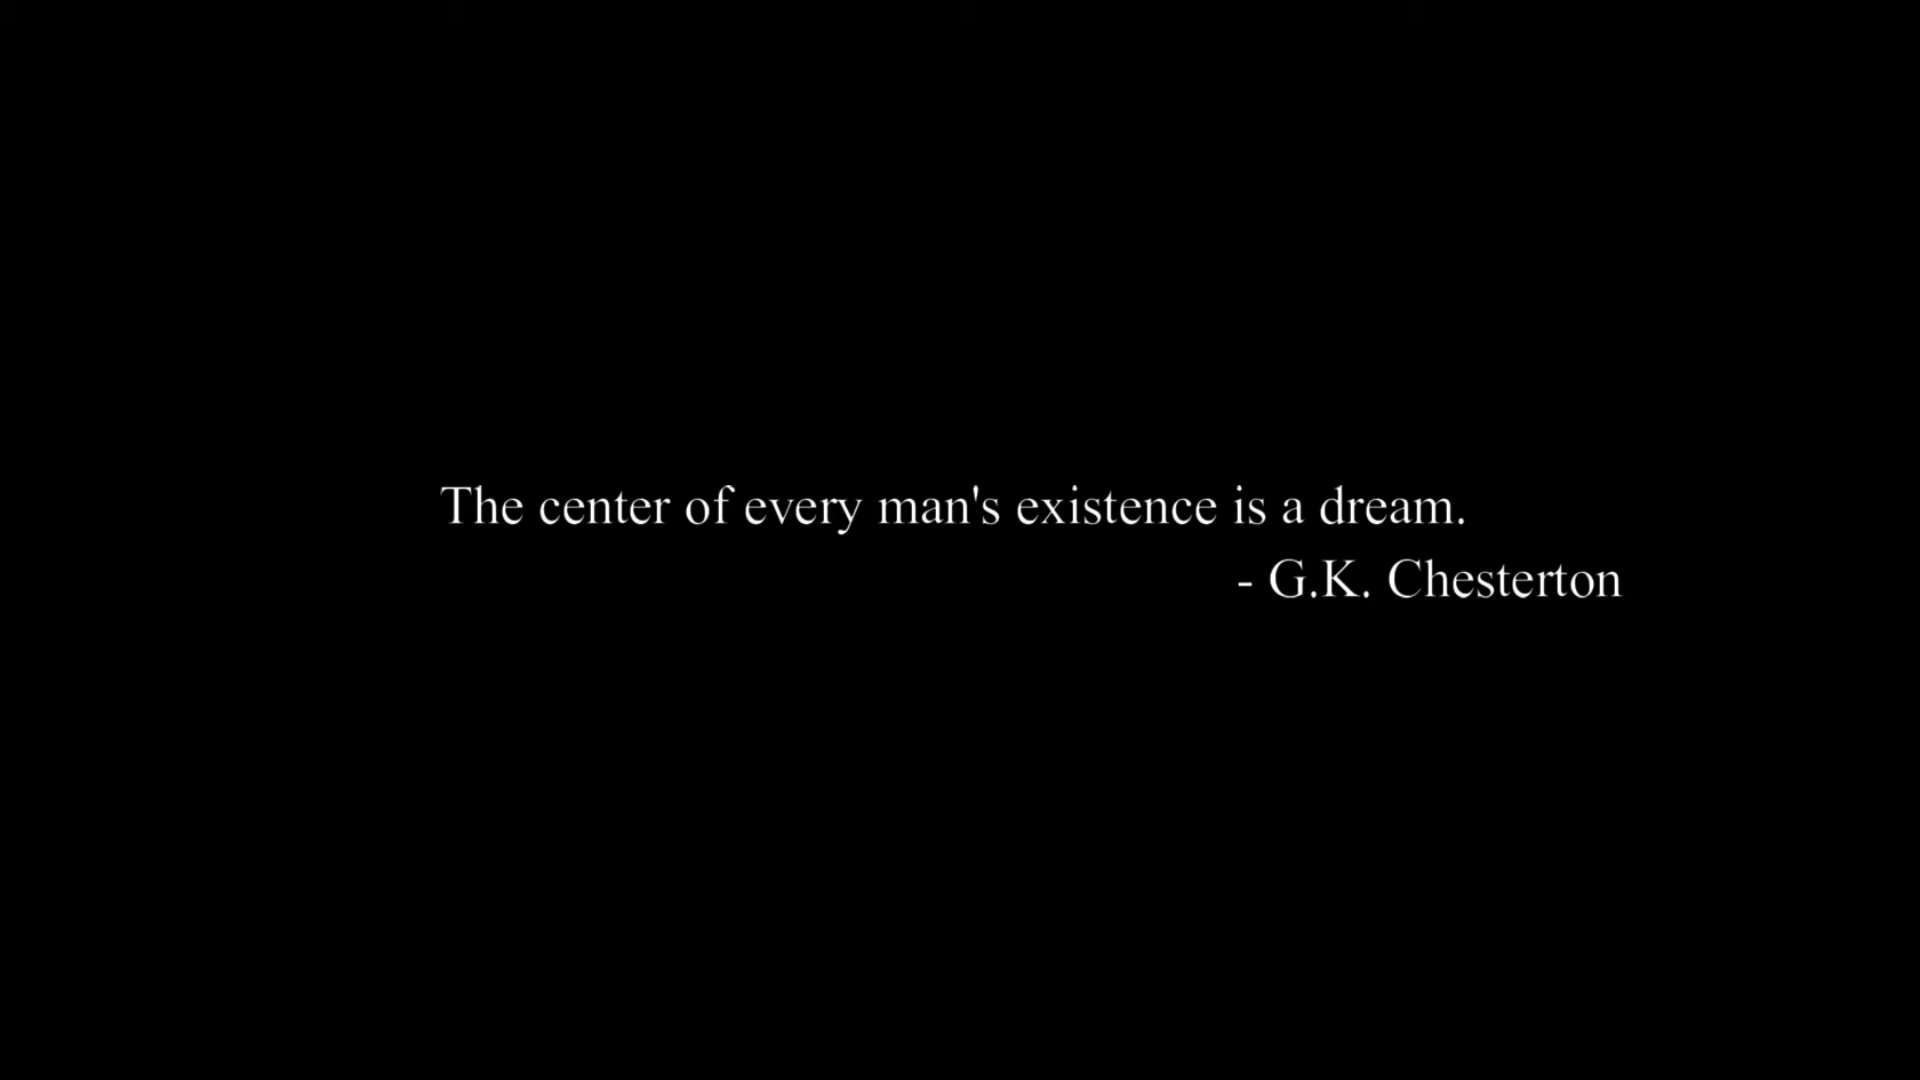 The center of every man's existence is a dream.
- G.K. Chesterton